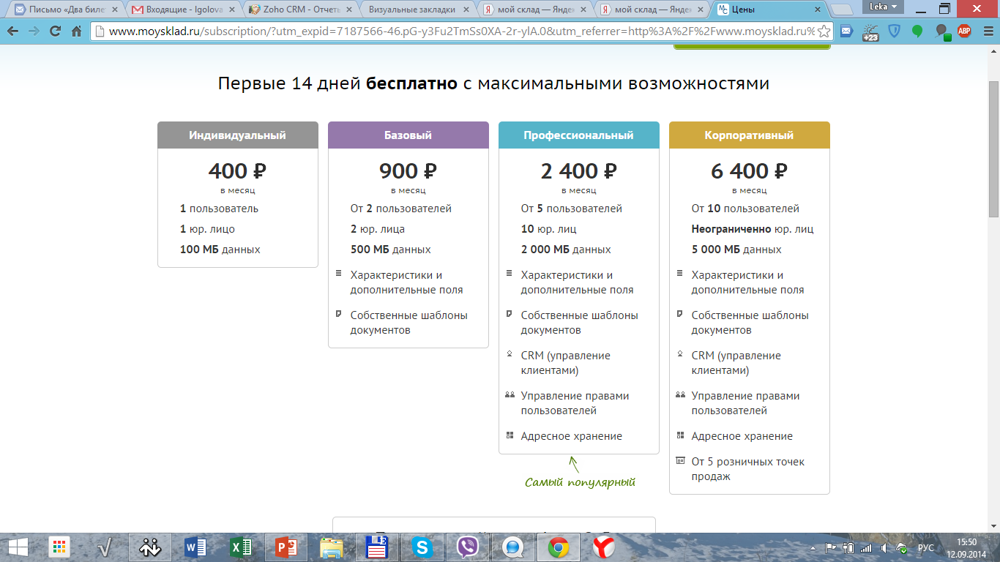 Письмо «Два биле
Входящие - Igolova
Zoho CRM - Отчеть
Визуальные закладки
мой склад — Яндек
мой склад — Яндек
Цены
Leka
www.moysklad.ru/subscription/?utm_expid=7187566-46.pG-y3Fu2TmSs0XA-2r-ylA.0&utm_referrer=http%3A%2F%2Fwww.moysklad.ru%
+23
ABP
Первые 14 дней бесплатно с максимальными возможностями
Индивидуальный
400 ₽
в месяц
1 пользователь
1 юр. лицо
100 МБ данных
Базовый
900 ₽
в месяц
От 2 пользователей
2 юр. лица
500 МБ данных
Характеристики и
дополнительные поля
Собственные шаблоны
документов
Профессиональный
2 400 ₽
в месяц
От 5 пользователей
10 юр. лиц
2 000 МБ данных
Характеристики и
дополнительные поля
Собственные шаблоны
документов
CRM (управление
клиентами)
Управление правами
пользователей
Адресное хранение
Самый популярный
Корпоративный
6 400 ₽
в месяц
От 10 пользователей
Неограниченно юр. лиц
5 000 МБ данных
Характеристики и
дополнительные поля
Собственные шаблоны
документов
CRM (управление
клиентами)
Управление правами
пользователей
Адресное хранение
От 5 розничных точек
продаж
РУС
15:50
12.09.2014